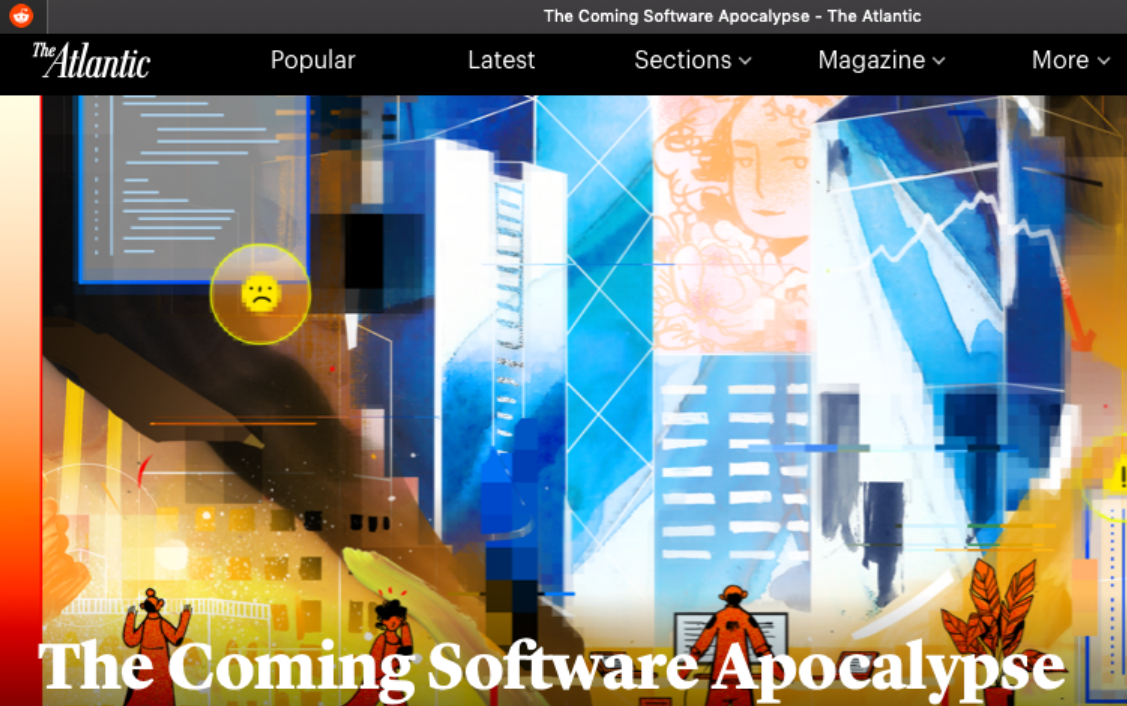 The Coming Software Apocalypse - The Atlantic
The Atlantic Popular Latest Sections Magazine More
The Coming Software Apocalypse